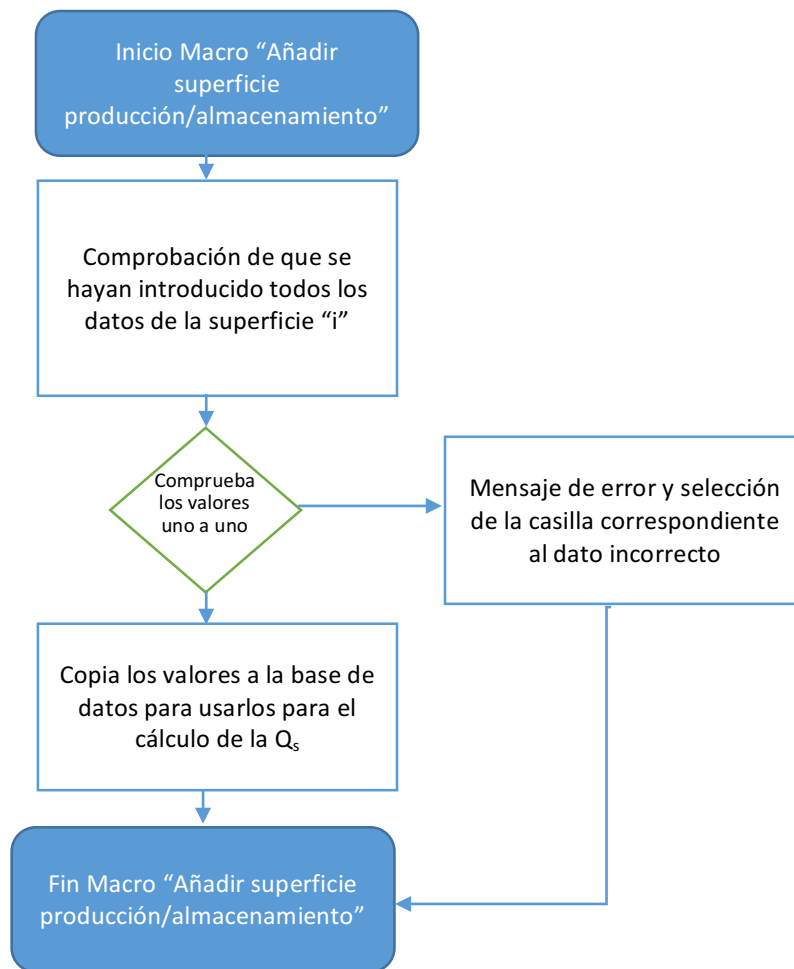 Inicio Macro “Añadir
superficie
producción/almacenamiento”
Comprobación de que se
hayan introducido todos los
datos de la superficie “i”
Comprueba
los valores
uno a uno
Mensaje de error y selección
de la casilla correspondiente
al dato incorrecto
Copia los valores a la base de
datos para usarlos para el
cálculo de la Qs
Fin Macro “Añadir superficie
producción/almacenamiento”